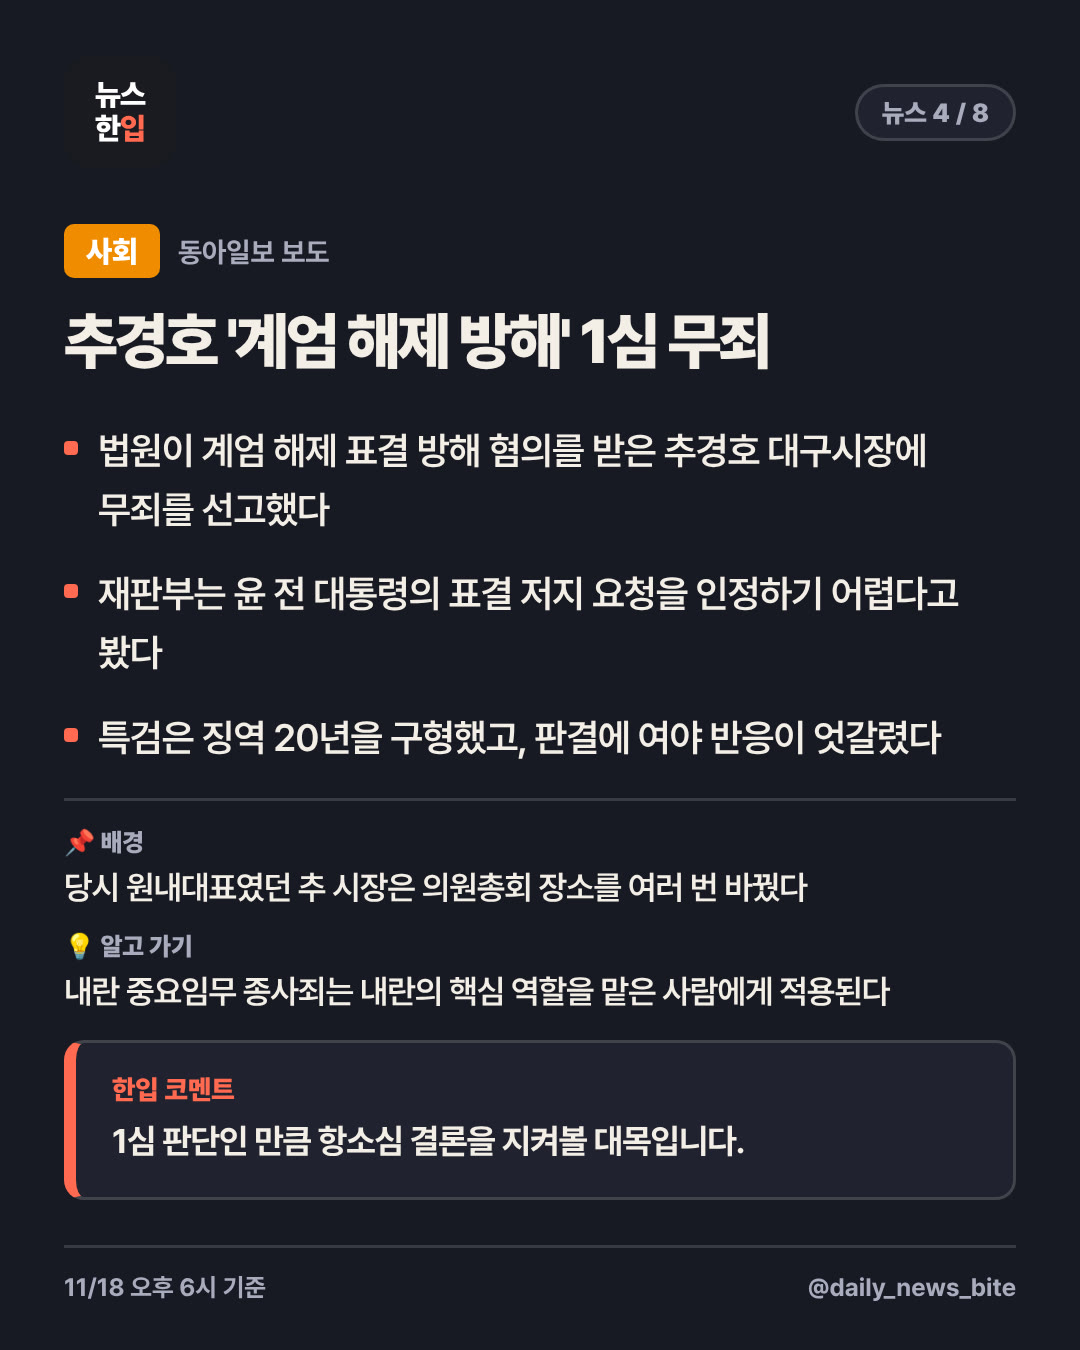 뉴스
한입
뉴스 4 / 8
사회 동아일보 보도
추경호 '계엄 해제 방해' 1심 무죄
법원이 계엄 해제 표결 방해 혐의를 받은 추경호 대구시장에
무죄를 선고했다
재판부는 윤 전 대통령의 표결 저지 요청을 인정하기 어렵다고
봤다
특검은 징역 20년을 구형했고, 판결에 여야 반응이 엇갈렸다
📌 배경
당시 원내대표였던 추 시장은 의원총회 장소를 여러 번 바꿨다
💡 알고 가기
내란 중요임무 종사죄는 내란의 핵심 역할을 맡은 사람에게 적용된다
한입 코멘트
1심 판단인 만큼 항소심 결론을 지켜볼 대목입니다.
11/18 오후 6시 기준
@daily_news_bite